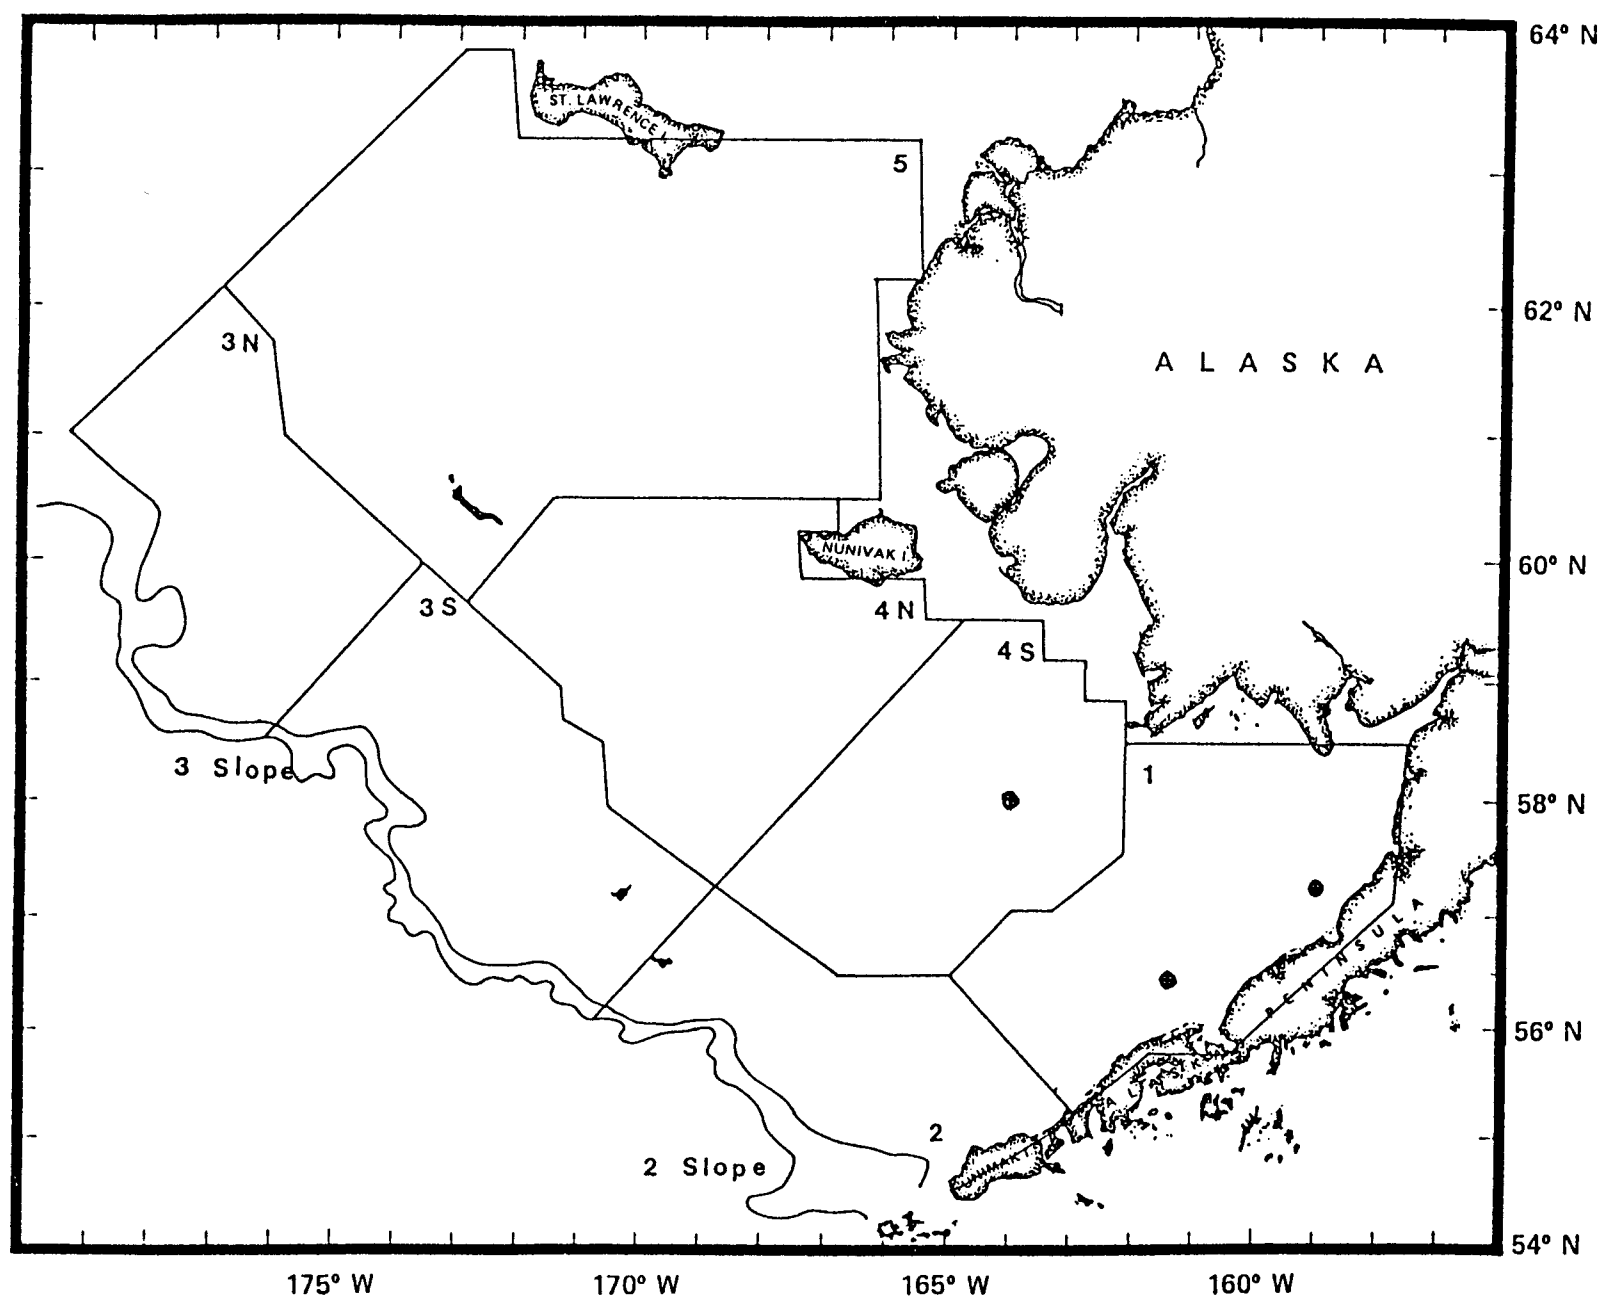 64° N
ST. LAWRENCE I.
5
62° N
3 N
A L A S K A
NUNIVAK I.
60° N
3 S
4 N
4 S
3 Slope
1
58° N
PENINSULA
56° N
ALASKA
2
UNIMAK I.
2 Slope
54° N
175° W
170° W
165° W
160° W